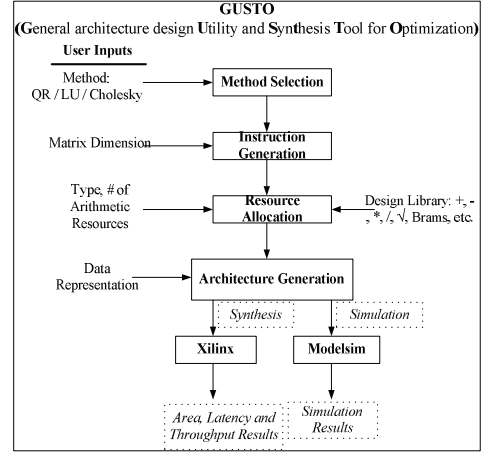 GUSTO
(General architecture design Utility and Synthesis Tool for Optimization)
User Inputs
Method:
QR / LU / Cholesky
Method Selection
Matrix Dimension
Instruction
Generation
Type, # of
Arithmetic
Resources
Resource
Allocation
Design Library: +, -
, *, /, √, Brams, etc.
Data
Representation
Architecture Generation
Synthesis
Simulation
Xilinx
Modelsim
Area, Latency and
Throughput Results
Simulation
Results